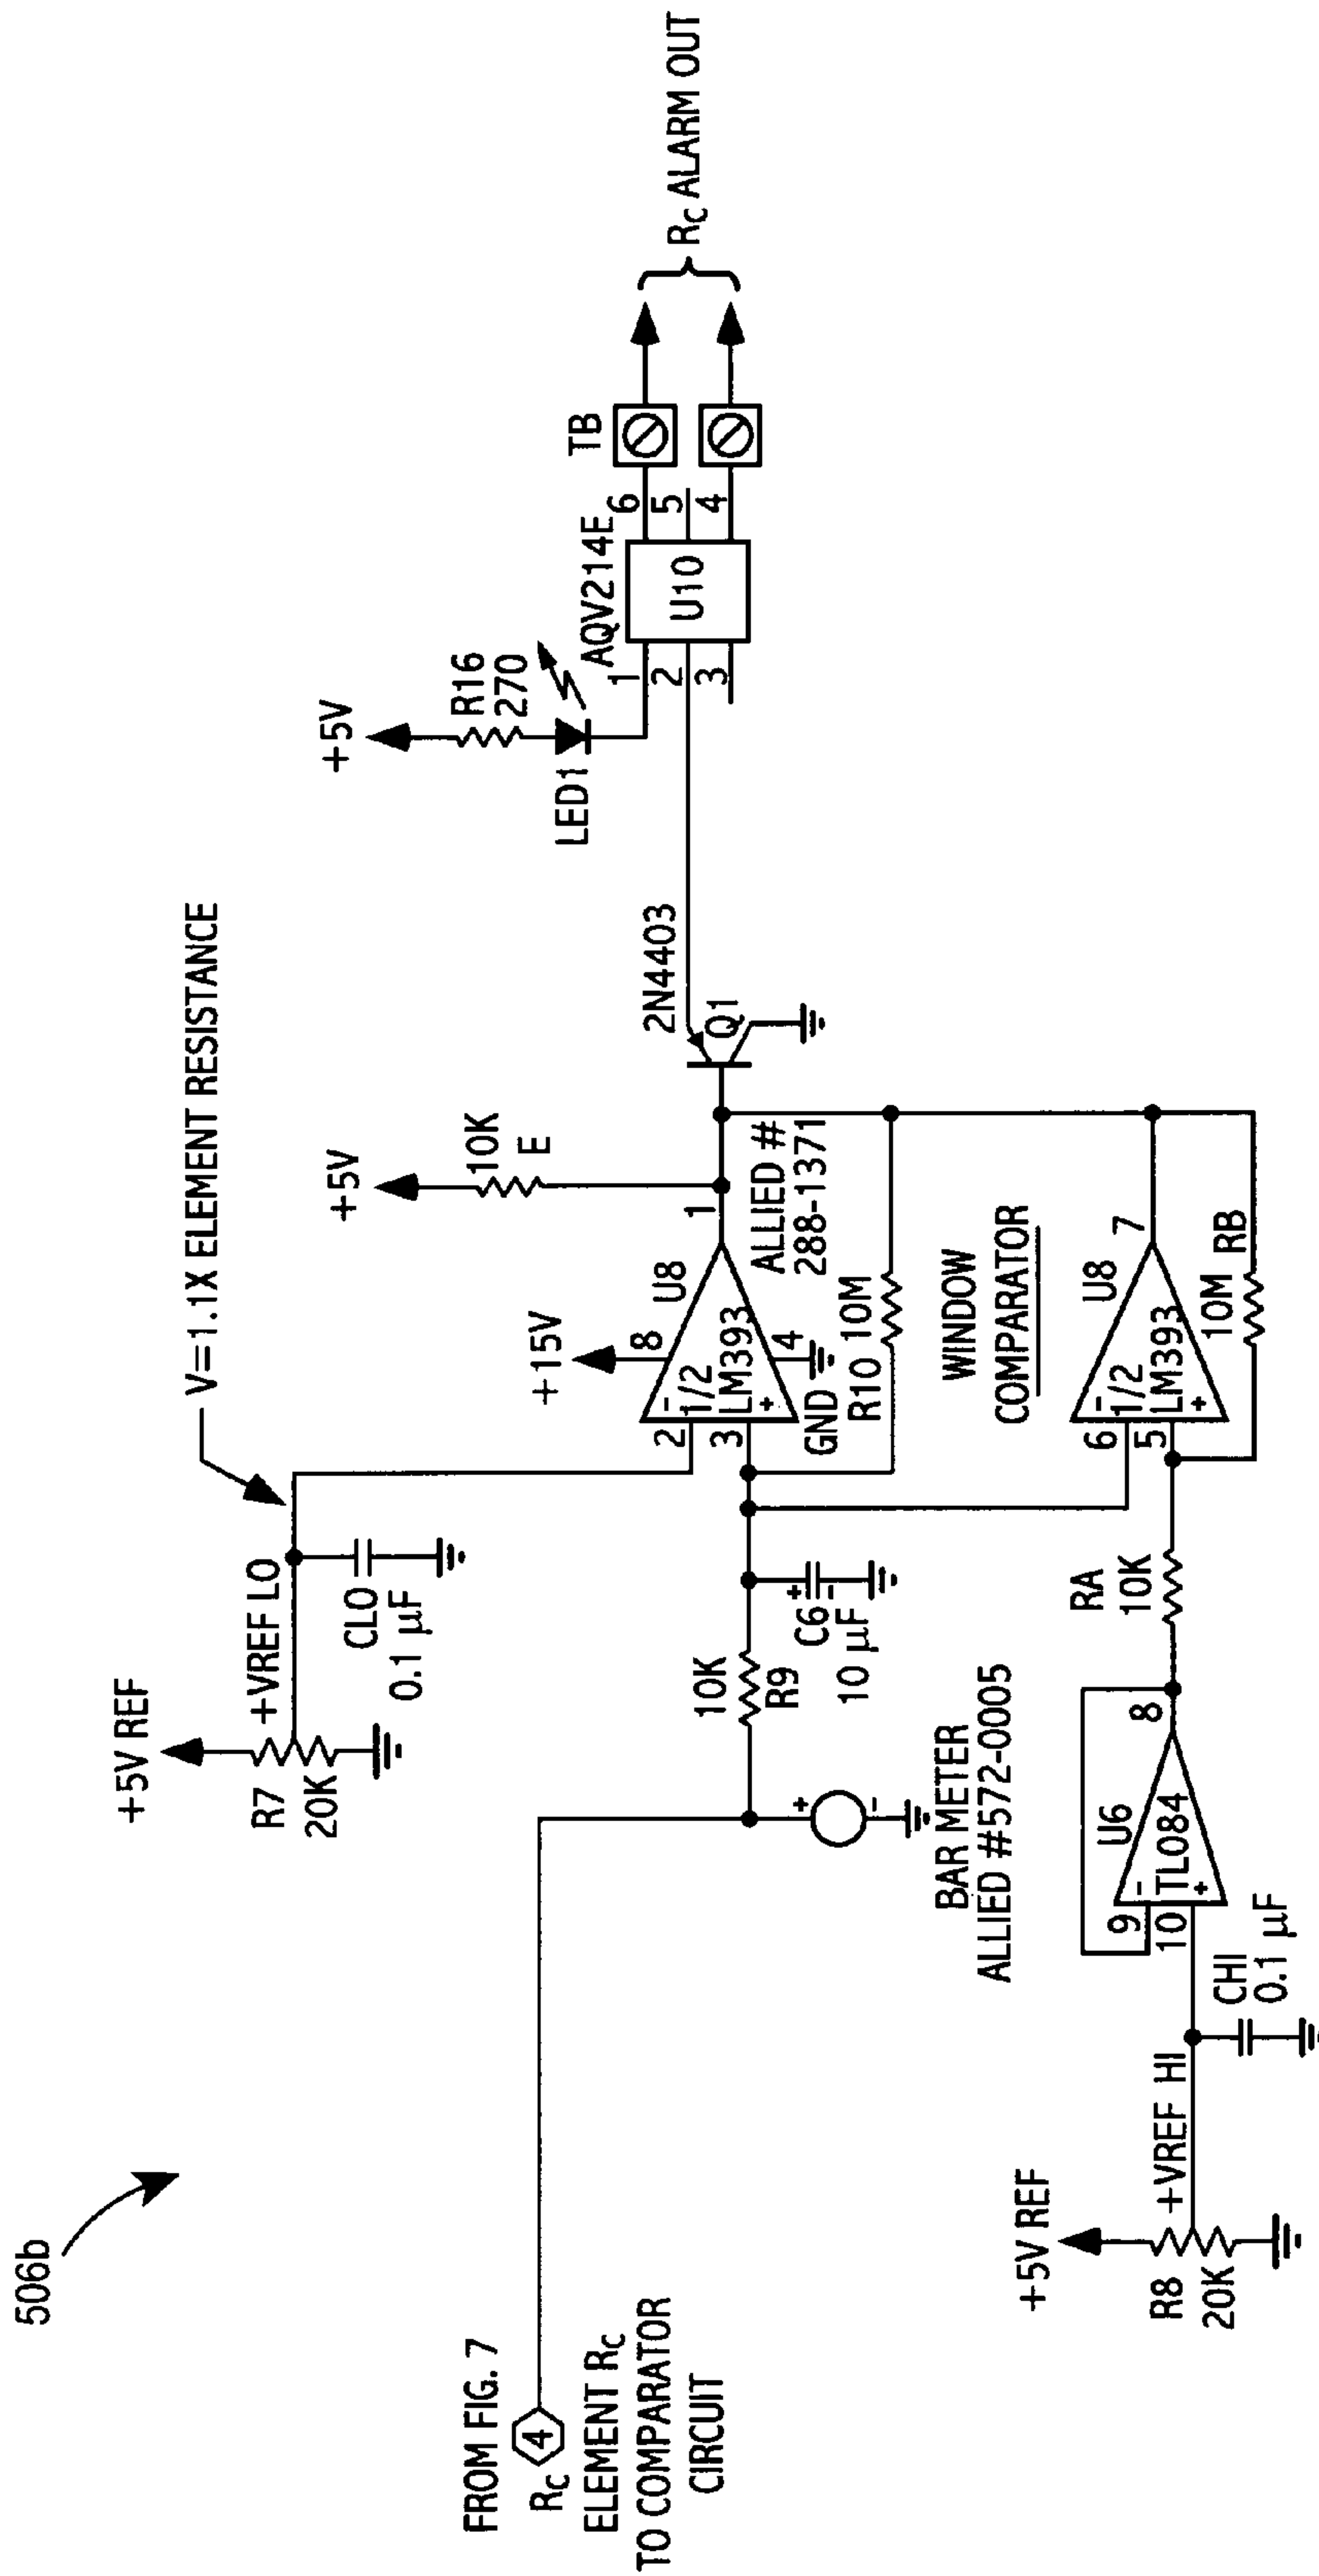 506b
FROM FIG. 7
RC 4
ELEMENT RC
TO COMPARATOR
CIRCUIT
+5V REF
R7
20K
+VREF LO
CLO
0.1 µF
V=1.1X ELEMENT RESISTANCE
10K
R9
C6
+
-
10 µF
+
-
BAR METER
ALLIED #572-0005
+5V REF
R8
20K
+VREF HI
CHI
0.1 µF
9
10
-
+
U6
TL084
8
RA
10K
+15V
8
2
3
-
1/2
LM393
+
U8
4
GND
1
+5V
10K
E
ALLIED #
288-1371
R10 10M
WINDOW
COMPARATOR
6
5
-
1/2
LM393
+
U8
7
10M RB
2N4403
Q1
+5V
R16
270
LED1
AQV214E
1
2
3
U10
6
5
4
TB
RC ALARM OUT